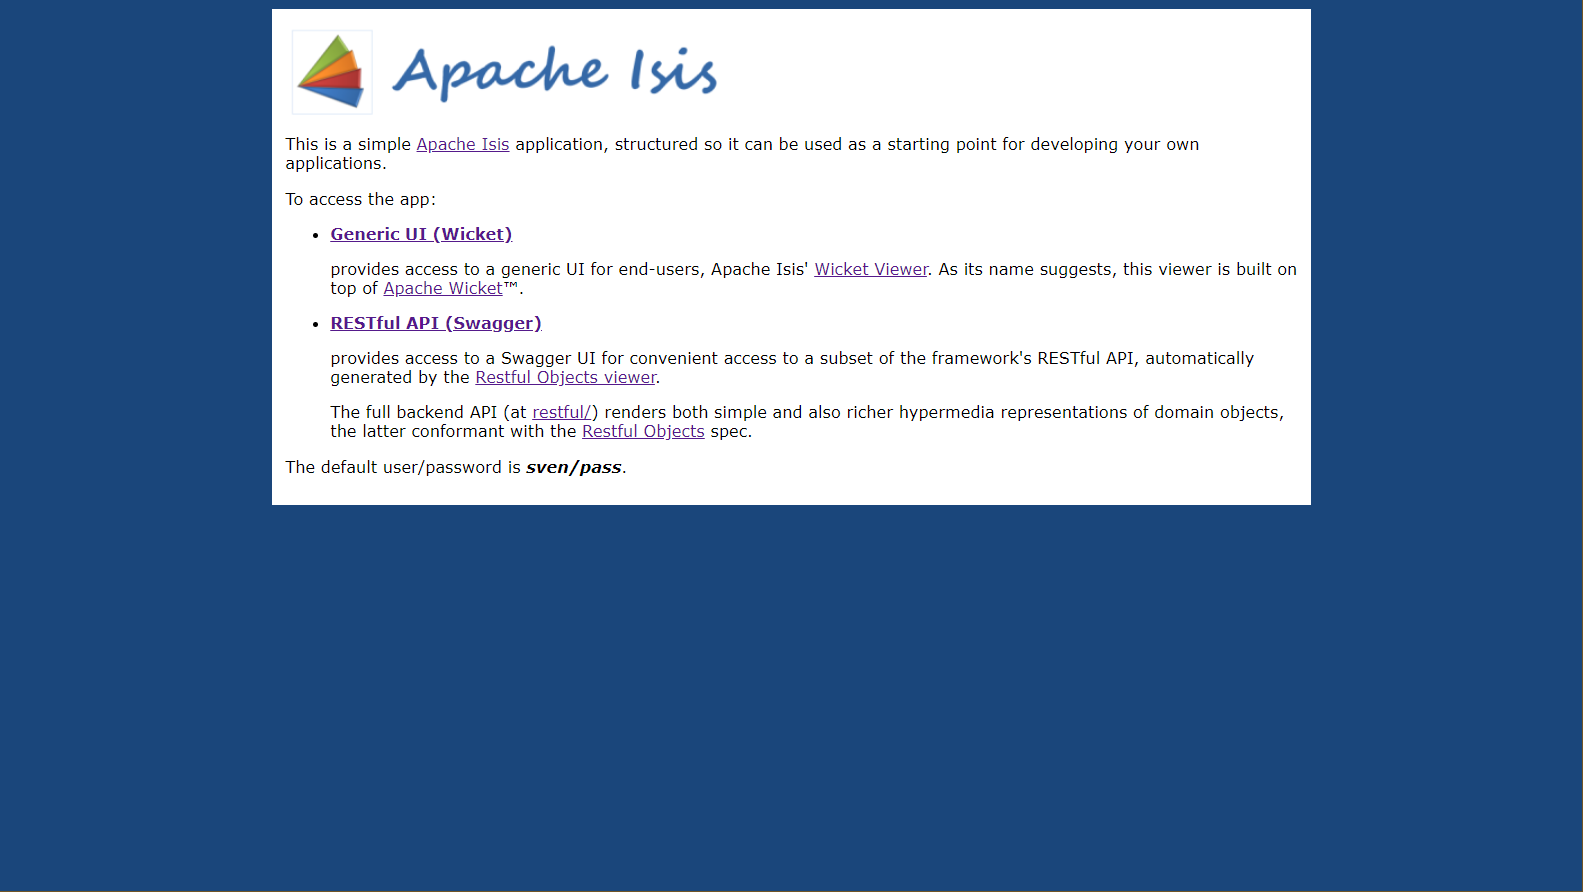 Apache Isis
This is a simple Apache Isis application, structured so it can be used as a starting point for developing your own
applications.
To access the app:
• Generic UI (Wicket)
provides access to a generic UI for end-users, Apache Isis' Wicket Viewer. As its name suggests, this viewer is built on
top of Apache Wicket™.
• RESTful API (Swagger)
provides access to a Swagger UI for convenient access to a subset of the framework's RESTful API, automatically
generated by the Restful Objects viewer.
The full backend API (at restful/) renders both simple and also richer hypermedia representations of domain objects,
the latter conformant with the Restful Objects spec.
The default user/password is sven/pass.